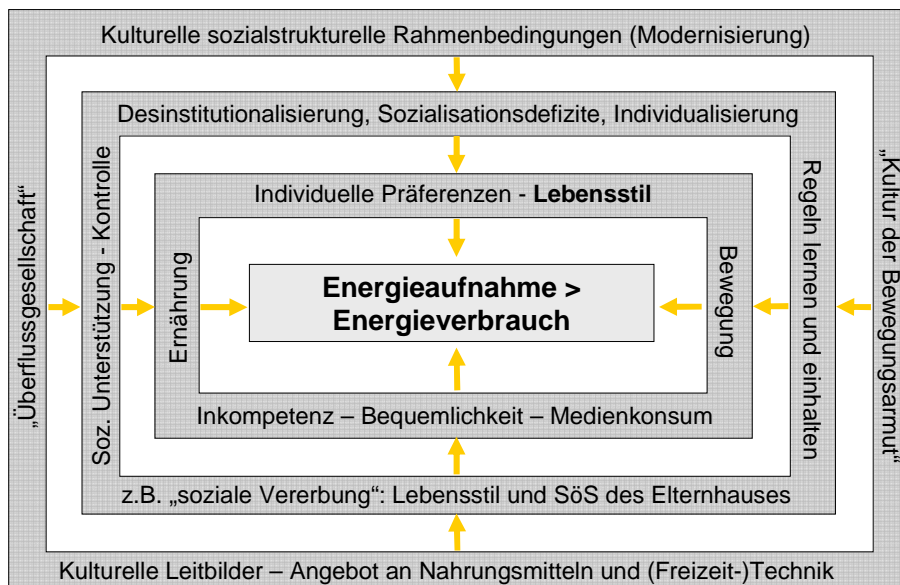 Kulturelle sozialstrukturelle Rahmenbedingungen (Modernisierung)
Desinstitutionalisierung, Sozialisationsdefizite, Individualisierung
Individuelle Präferenzen - Lebensstil
„Überflussgesellschaft“
Soz. Unterstützung - Kontrolle
Ernährung
Energieaufnahme >
Energieverbrauch
Bewegung
Regeln lernen und einhalten
„Kultur der Bewegungsarmut“
Inkompetenz – Bequemlichkeit – Medienkonsum
z.B. „soziale Vererbung“: Lebensstil und SöS des Elternhauses
Kulturelle Leitbilder – Angebot an Nahrungsmitteln und (Freizeit-)Technik